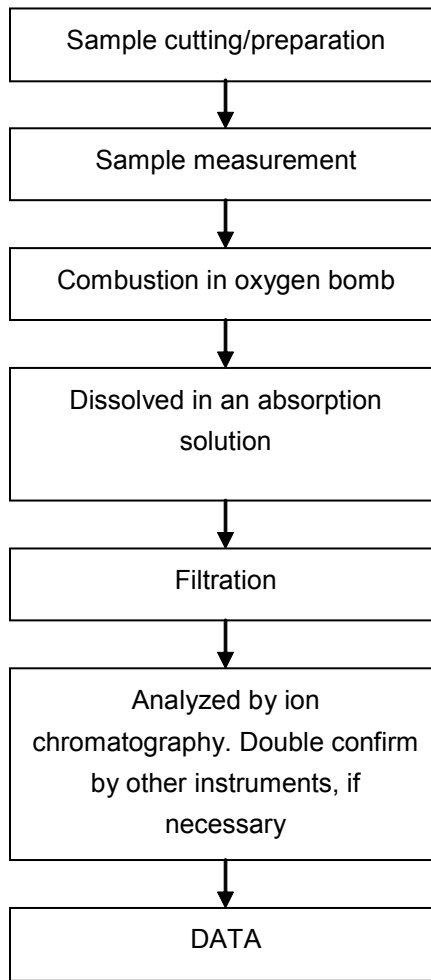 Sample cutting/preparation
Sample measurement
Combustion in oxygen bomb
Dissolved in an absorption
solution
Filtration
Analyzed by ion
chromatography. Double confirm
by other instruments, if
necessary
DATA